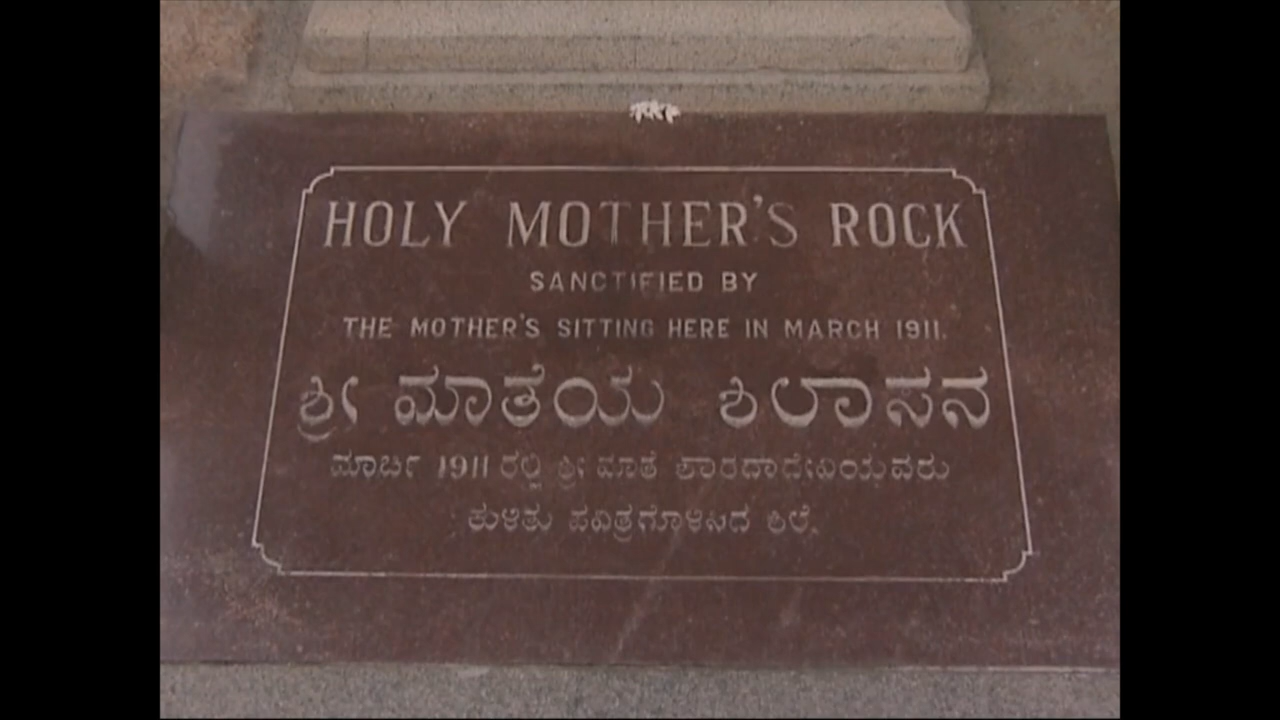 HOLY MOTHER'S ROCK
SANCTIFIED BY
THE MOTHER'S SITTING HERE IN MARCH 1911.
ಶ್ರೀ ಮಾತೆಯ ಶಿಲಾಸನ
ಮಾರ್ಚಿ 1911 ರಲ್ಲಿ ಶ್ರೀ ಮಾತೆ ಶಾರದಾದೇವಿಯವರು
ಕುಳಿತು ಪವಿತ್ರಗೊಳಿಸಿದ ಶಿಲೆ.